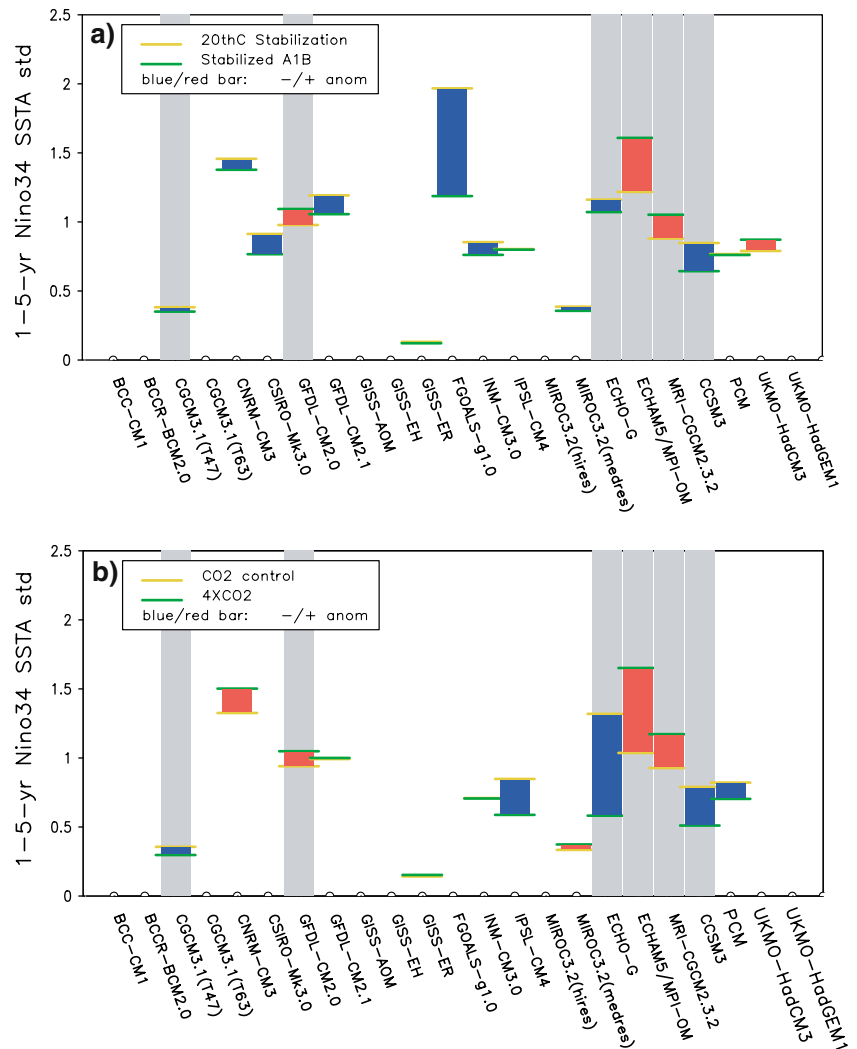 a)
20thC Stabilization
Stabilized A1B
blue/red bar: −/+ anom
1−5−yr Nino34 SSTA std
2.5
2
1.5
1
0.5
0
BCC−CM1
BCCR−BCM2.0
CGCM3.1(T47)
CGCM3.1(T63)
CNRM−CM3
CSIRO−Mk3.0
GFDL−CM2.0
GFDL−CM2.1
GISS−AOM
GISS−EH
GISS−ER
FGOALS−g1.0
INM−CM3.0
IPSL−CM4
MIROC3.2(hires)
MIROC3.2(medres)
ECHO−G
ECHAM5/MPI−OM
MRI−CGCM2.3.2
CCSM3
PCM
UKMO−HadCM3
UKMO−HadGEM1
b)
CO2 control
4XCO2
blue/red bar: −/+ anom
1−5−yr Nino34 SSTA std
2.5
2
1.5
1
0.5
0
BCC−CM1
BCCR−BCM2.0
CGCM3.1(T47)
CGCM3.1(T63)
CNRM−CM3
CSIRO−Mk3.0
GFDL−CM2.0
GFDL−CM2.1
GISS−AOM
GISS−EH
GISS−ER
FGOALS−g1.0
INM−CM3.0
IPSL−CM4
MIROC3.2(hires)
MIROC3.2(medres)
ECHO−G
ECHAM5/MPI−OM
MRI−CGCM2.3.2
CCSM3
PCM
UKMO−HadCM3
UKMO−HadGEM1